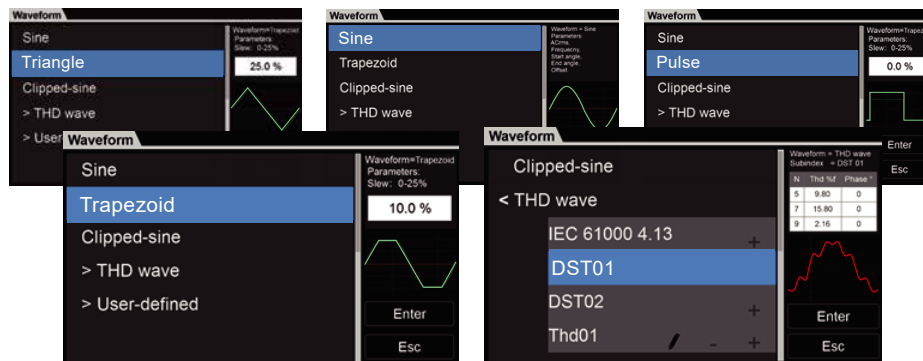 Waveform
Sine
Triangle
Clipped-sine
> THD wave
> User
Waveform=Trapezoid
Parameters:
Slew: 0-25%
25.0 %
Waveform
Sine
Trapezoid
Clipped-sine
> THD wave
Waveform = Sine
Parameters:
ACrms,
Frequecny,
Start angle,
End angle,
Offset
Waveform
Sine
Pulse
Clipped-sine
> THD wave
Waveform=Trapez
Parameters:
Slew: 0-25%
0.0 %
Enter
Esc
Waveform
Sine
Trapezoid
Clipped-sine
> THD wave
> User-defined
Waveform=Trapezoid
Parameters:
Slew: 0-25%
10.0 %
Enter
Esc
Waveform
Clipped-sine
< THD wave
IEC 61000 4.13 +
DST01
DST02 +
Thd01 - +
Waveform = THD wave
Subindex = DST 01
N Thd %f Phase °
5 9.80 0
7 15.80 0
9 2.16 0
Enter
Esc